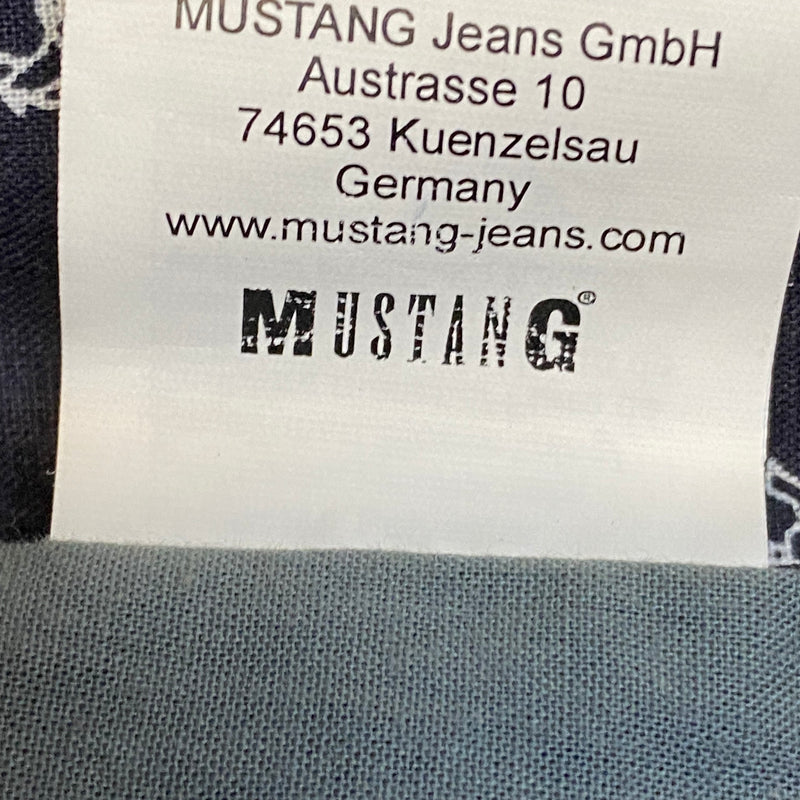 MUSTANG Jeans GmbH
Austrasse 10
74653 Kuenzelsau
Germany
www.mustang-jeans.com
MUSTANG®